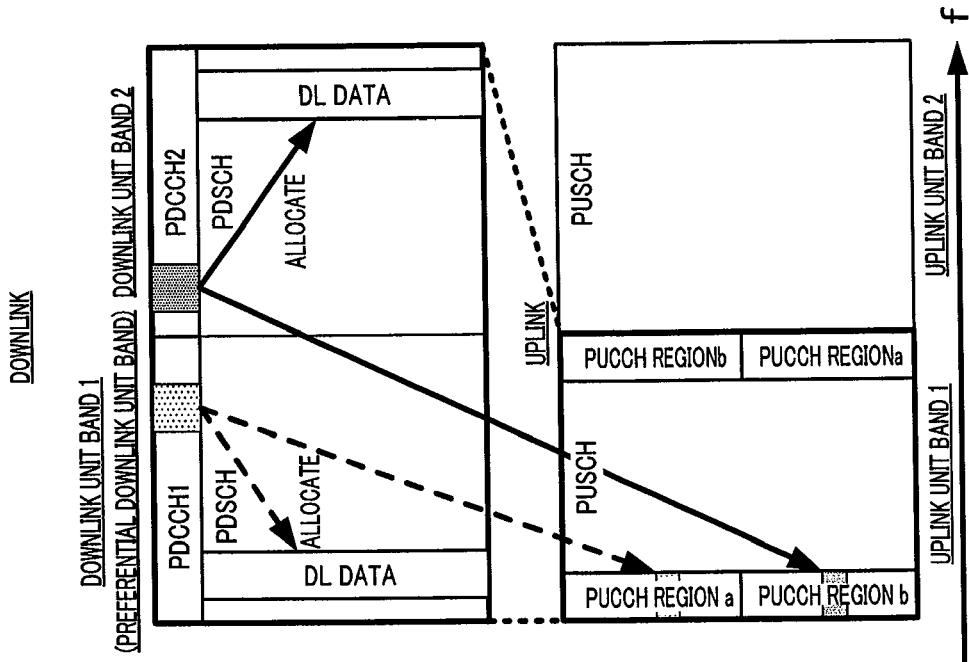 DOWNLINK
DOWNLINK UNIT BAND 1
(PREFERENTIAL DOWNLINK UNIT BAND)
DOWNLINK UNIT BAND 2
PDCCH1
PDCCH2
PDSCH
ALLOCATE
DL DATA
PDSCH
ALLOCATE
DL DATA
UPLINK
PUCCH REGION a
PUCCH REGION b
PUSCH
PUCCH REGIONb
PUCCH REGIONa
PUSCH
UPLINK UNIT BAND 1
UPLINK UNIT BAND 2
f